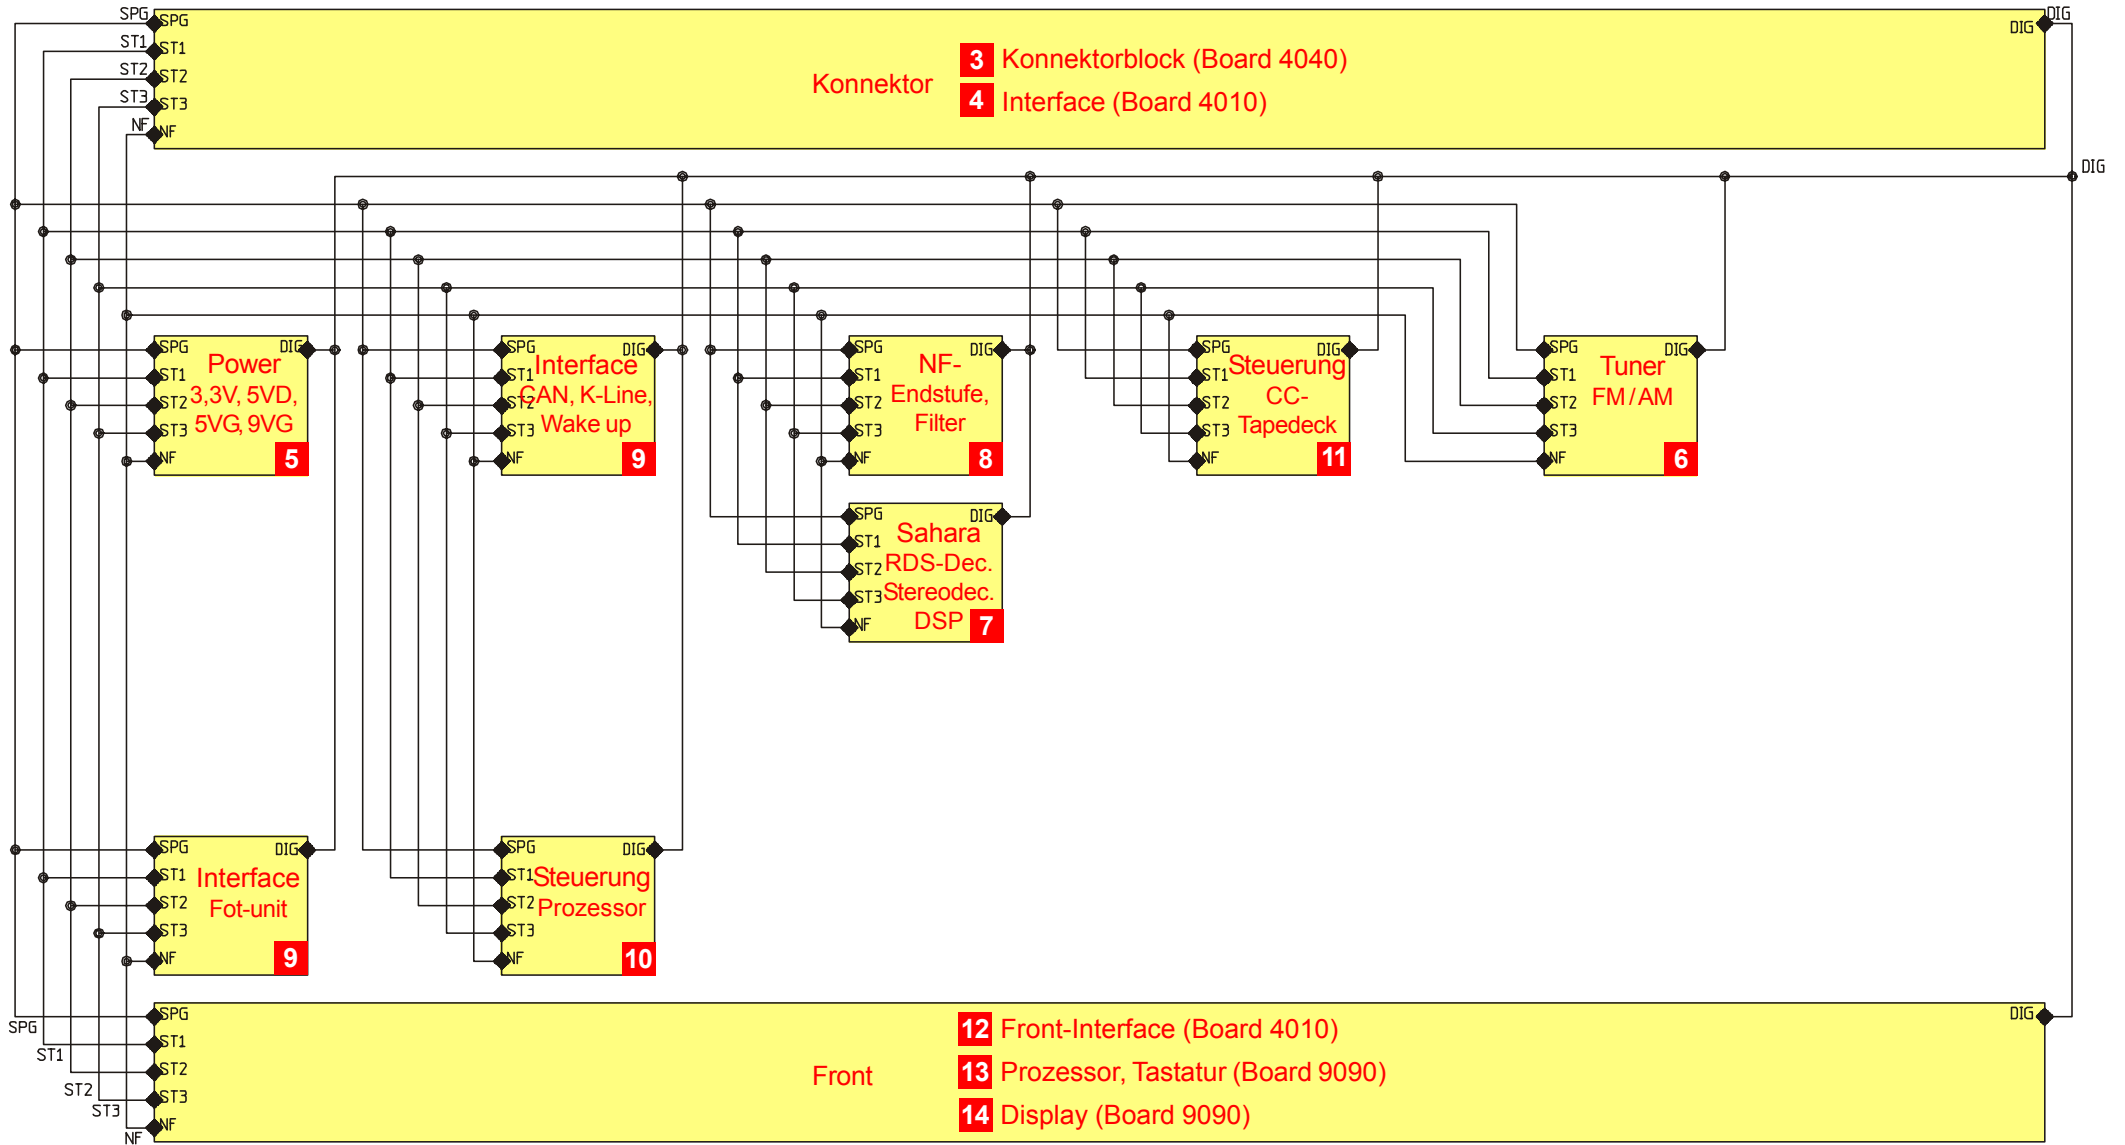 SPG
ST1
ST2
ST3
NF
SPG
ST1
ST2
ST3
NF
Konnektor
3 Konnektorblock (Board 4040)
4 Interface (Board 4010)
DIG
DIG
DIG
SPG
ST1
ST2
ST3
NF
DIG
Power
3,3V, 5VD,
5VG, 9VG
5
SPG
ST1
ST2
ST3
NF
DIG
Interface
CAN, K-Line,
Wake up
9
SPG
ST1
ST2
ST3
NF
DIG
NF-
Endstufe,
Filter
8
SPG
ST1
ST2
ST3
NF
DIG
Steuerung
CC-
Tapedeck
11
SPG
ST1
ST2
ST3
NF
DIG
Tuner
FM/AM
6
SPG
ST1
ST2
ST3
NF
DIG
Sahara
RDS-Dec.
Stereodec.
DSP
7
SPG
ST1
ST2
ST3
NF
DIG
Interface
Fot-unit
9
SPG
ST1
ST2
ST3
NF
DIG
Steuerung
Prozessor
10
SPG
ST1
ST2
ST3
NF
SPG
ST1
ST2
ST3
NF
Front
12 Front-Interface (Board 4010)
13 Prozessor, Tastatur (Board 9090)
14 Display (Board 9090)
DIG